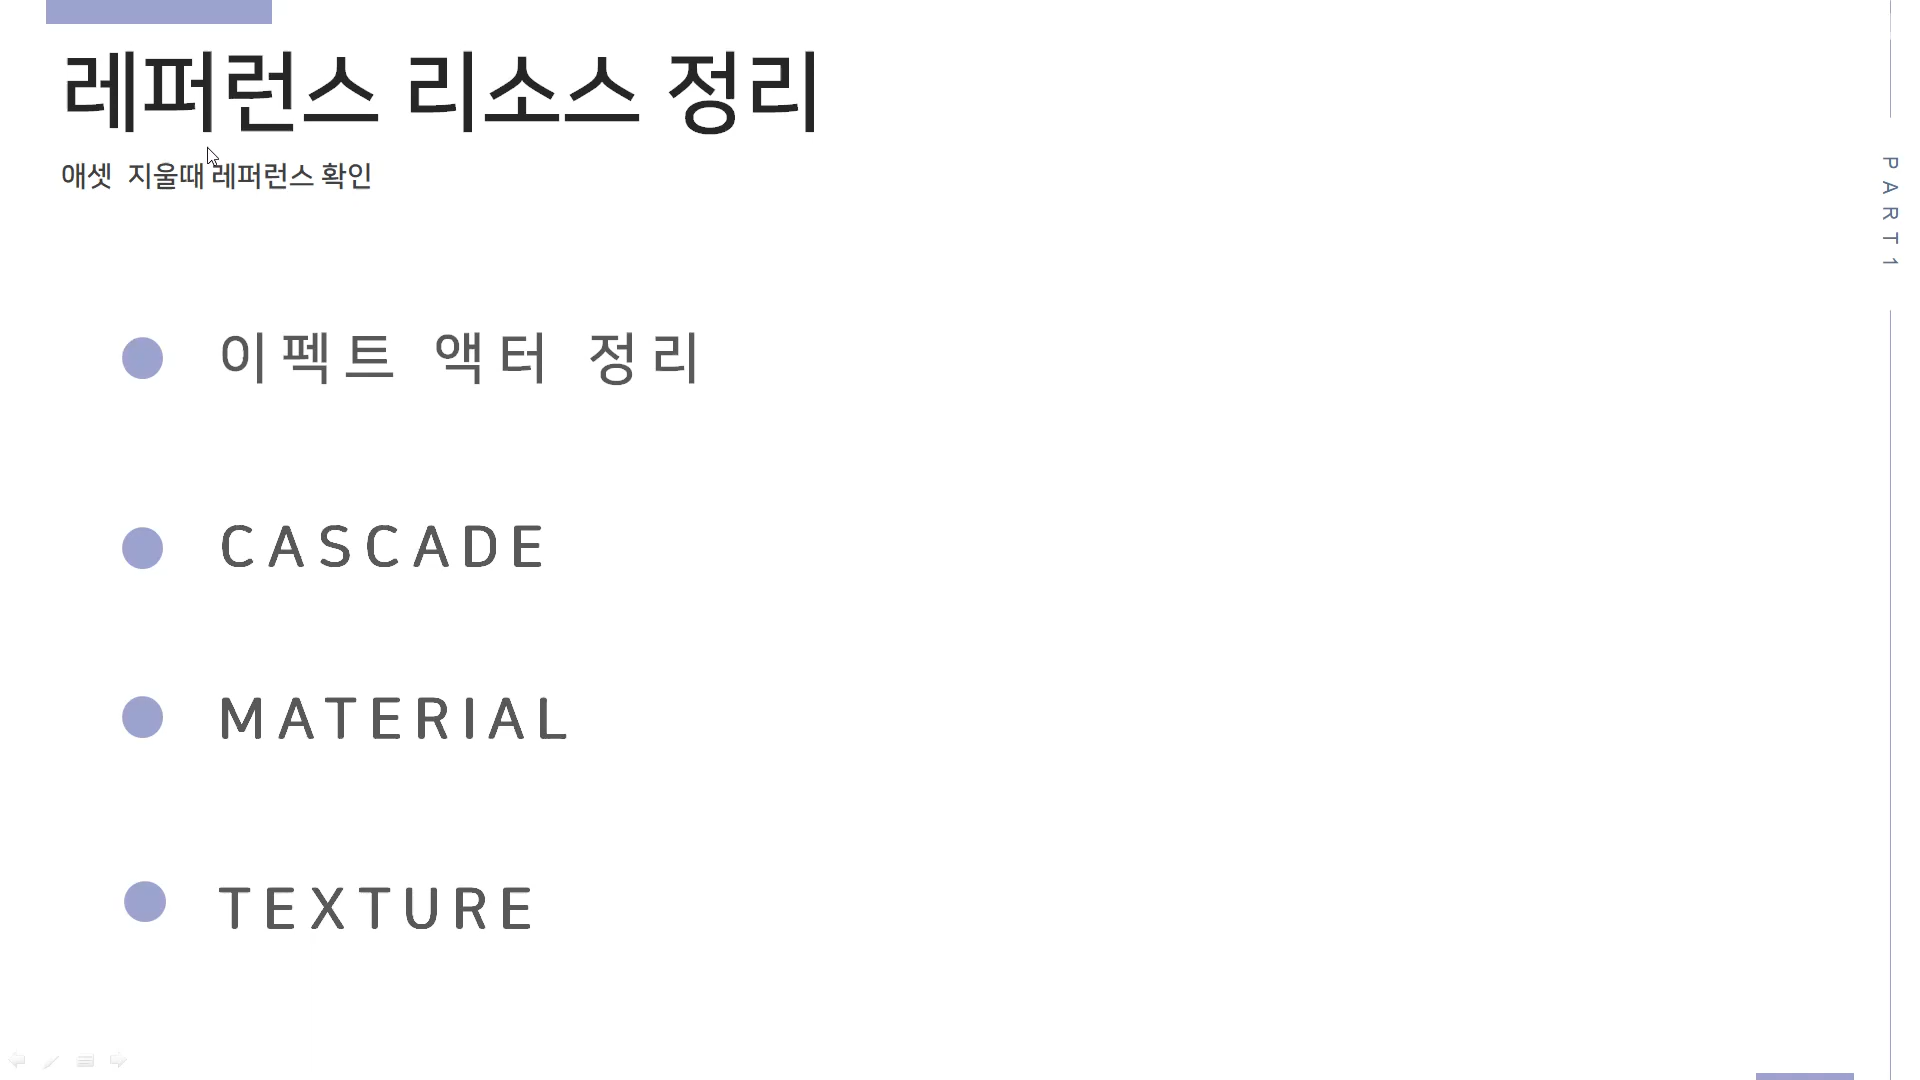 레퍼런스 리소스 정리
애셋 지울때 레퍼런스 확인
PART1
이펙트 액터 정리
CASCADE
MATERIAL
TEXTURE